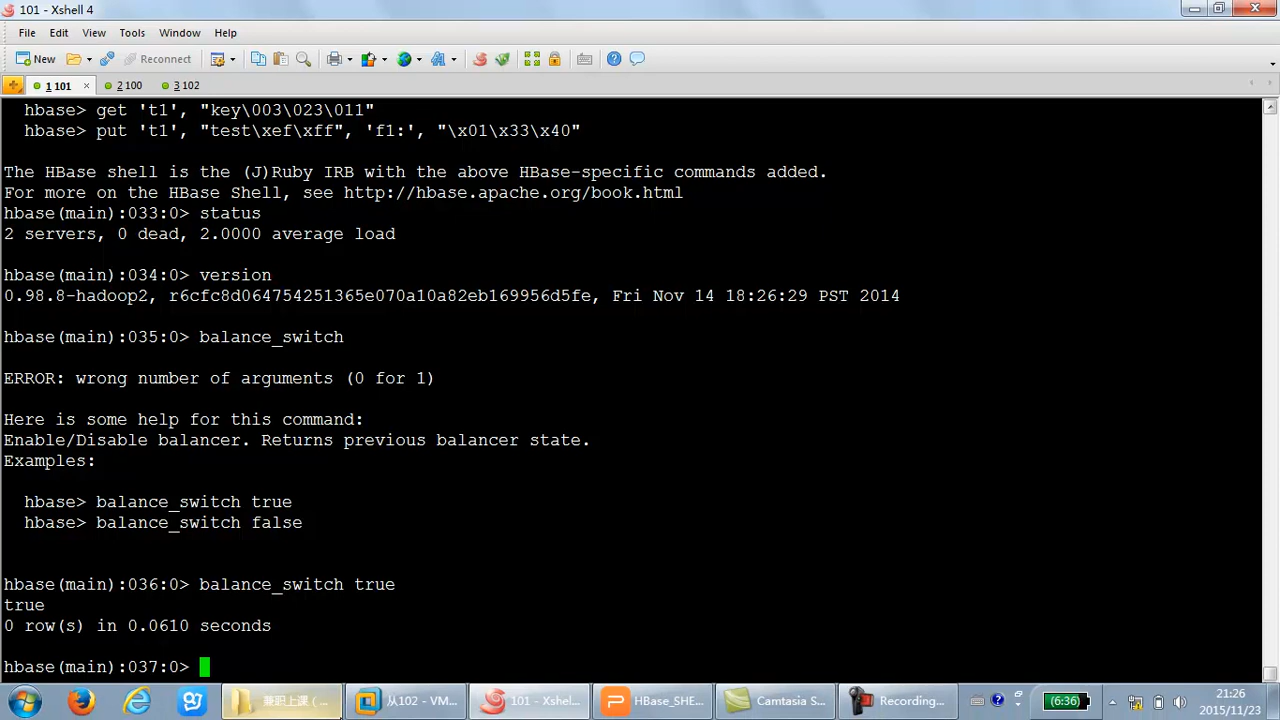 101 - Xshell 4
File Edit View Tools Window Help
New Reconnect
1 101 2 100 3 102
hbase> get 't1', "key\003\023\011"
hbase> put 't1', "test\xef\xff", 'f1:', "\x01\x33\x40"
The HBase shell is the (J)Ruby IRB with the above HBase-specific commands added.
For more on the HBase Shell, see http://hbase.apache.org/book.html
hbase(main):033:0> status
2 servers, 0 dead, 2.0000 average load
hbase(main):034:0> version
0.98.8-hadoop2, r6cfc8d064754251365e070a10a82eb169956d5fe, Fri Nov 14 18:26:29 PST 2014
hbase(main):035:0> balance_switch
ERROR: wrong number of arguments (0 for 1)
Here is some help for this command:
Enable/Disable balancer. Returns previous balancer state.
Examples:
hbase> balance_switch true
hbase> balance_switch false
hbase(main):036:0> balance_switch true
true
0 row(s) in 0.0610 seconds
hbase(main):037:0>
兼职上课 (... 从102 - VM... 101 - Xshel... HBase_SHE... Camtasia S... Recording... (6:36) 21:26
2015/11/23